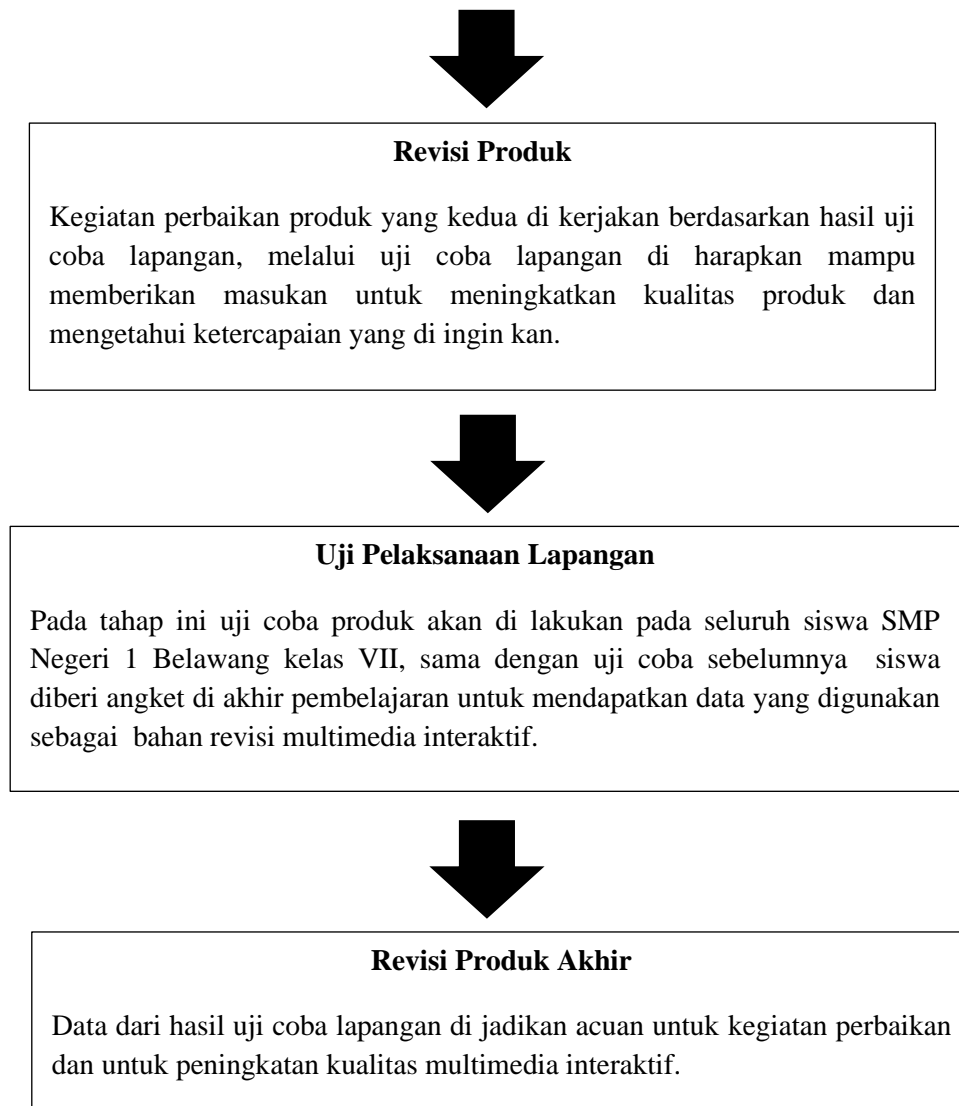 Revisi Produk
Kegiatan perbaikan produk yang kedua di kerjakan berdasarkan hasil uji
coba lapangan, melalui uji coba lapangan di harapkan mampu
memberikan masukan untuk meningkatkan kualitas produk dan
mengetahui ketercapaian yang di ingin kan.
Uji Pelaksanaan Lapangan
Pada tahap ini uji coba produk akan di lakukan pada seluruh siswa SMP
Negeri 1 Belawang kelas VII, sama dengan uji coba sebelumnya siswa
diberi angket di akhir pembelajaran untuk mendapatkan data yang digunakan
sebagai bahan revisi multimedia interaktif.
Revisi Produk Akhir
Data dari hasil uji coba lapangan di jadikan acuan untuk kegiatan perbaikan
dan untuk peningkatan kualitas multimedia interaktif.